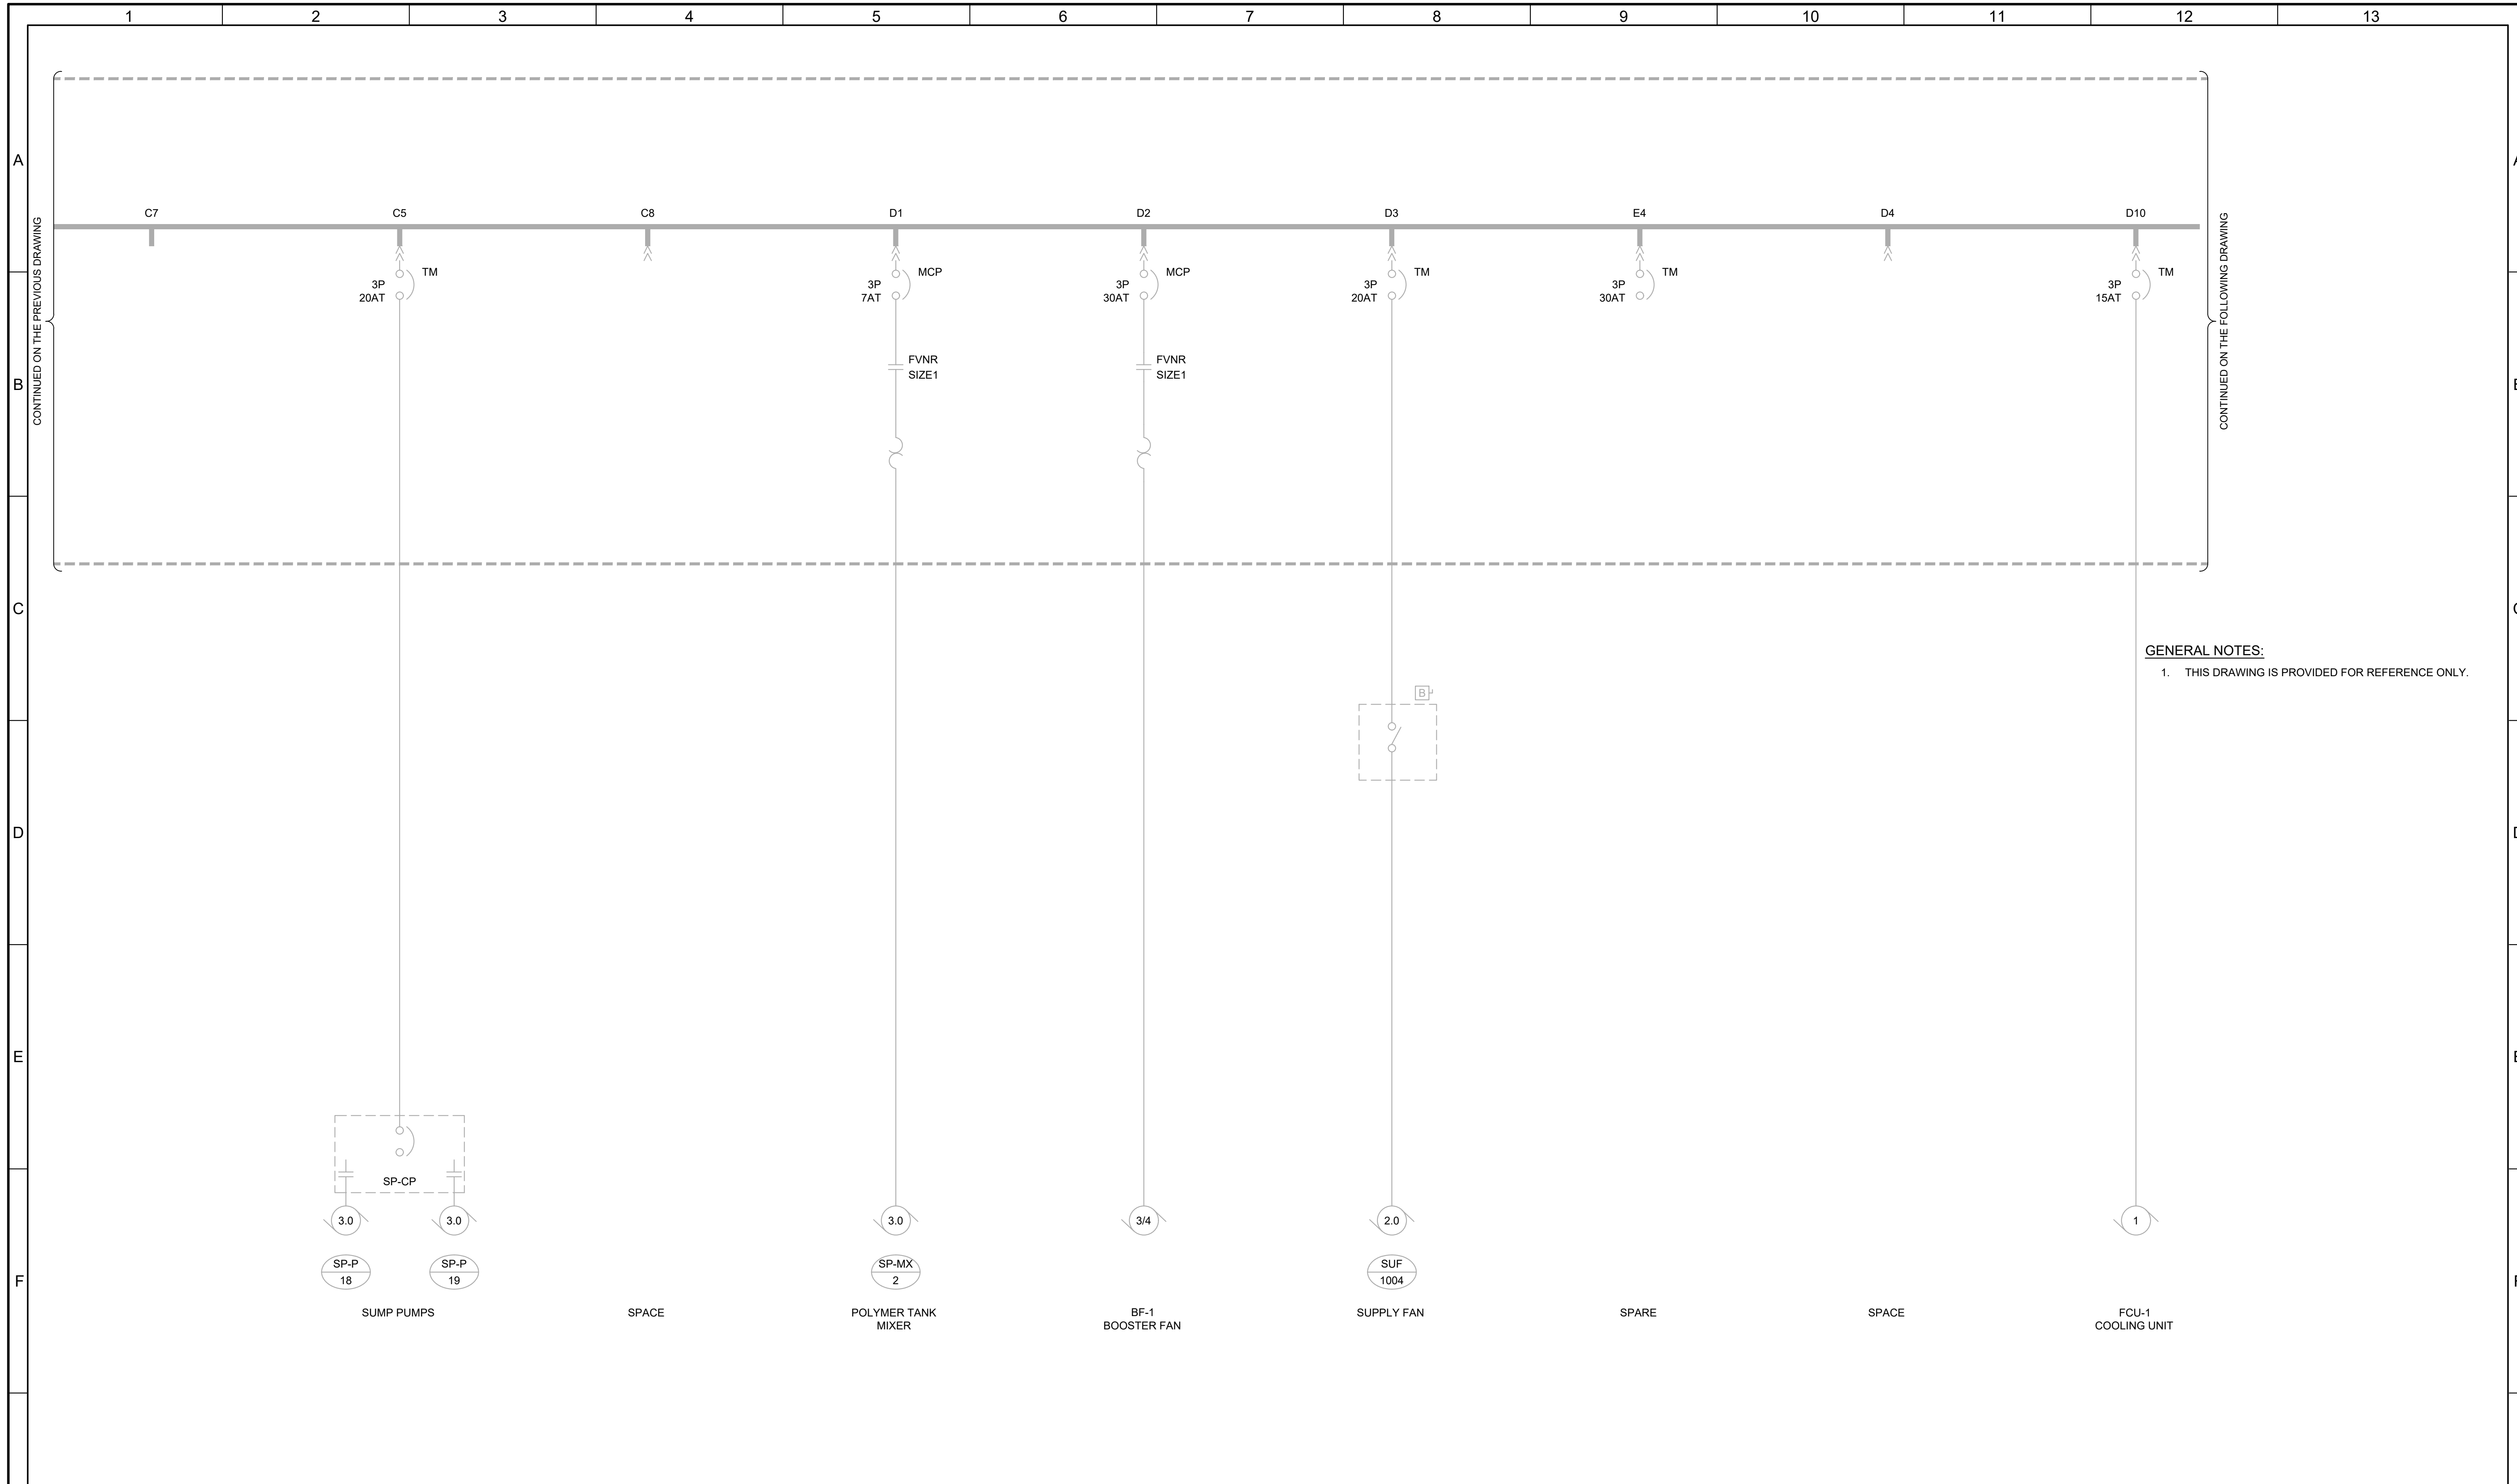 1 2 3 4 5 6 7 8 9 10 11 12 13
A
A
CONTINUED ON THE PREVIOUS DRAWING
CONTINUED ON THE FOLLOWING DRAWING
C7 C5 C8 D1 D2 D3 E4 D4 D10
TM MCP MCP TM TM TM
3P 3P 3P 3P 3P 3P
20AT 7AT 30AT 20AT 30AT 15AT
FVNR FVNR
SIZE1 SIZE1
B
C
GENERAL NOTES:
1. THIS DRAWING IS PROVIDED FOR REFERENCE ONLY.
B
D
E
SP-CP
3.0 3.0 3.0 3/4 2.0 1
SP-P SP-P SP-MX SUF
18 19 2 1004
F
SUMP PUMPS SPACE POLYMER TANK BF-1 SUPPLY FAN SPARE SPACE FCU-1
MIXER BOOSTER FAN COOLING UNIT